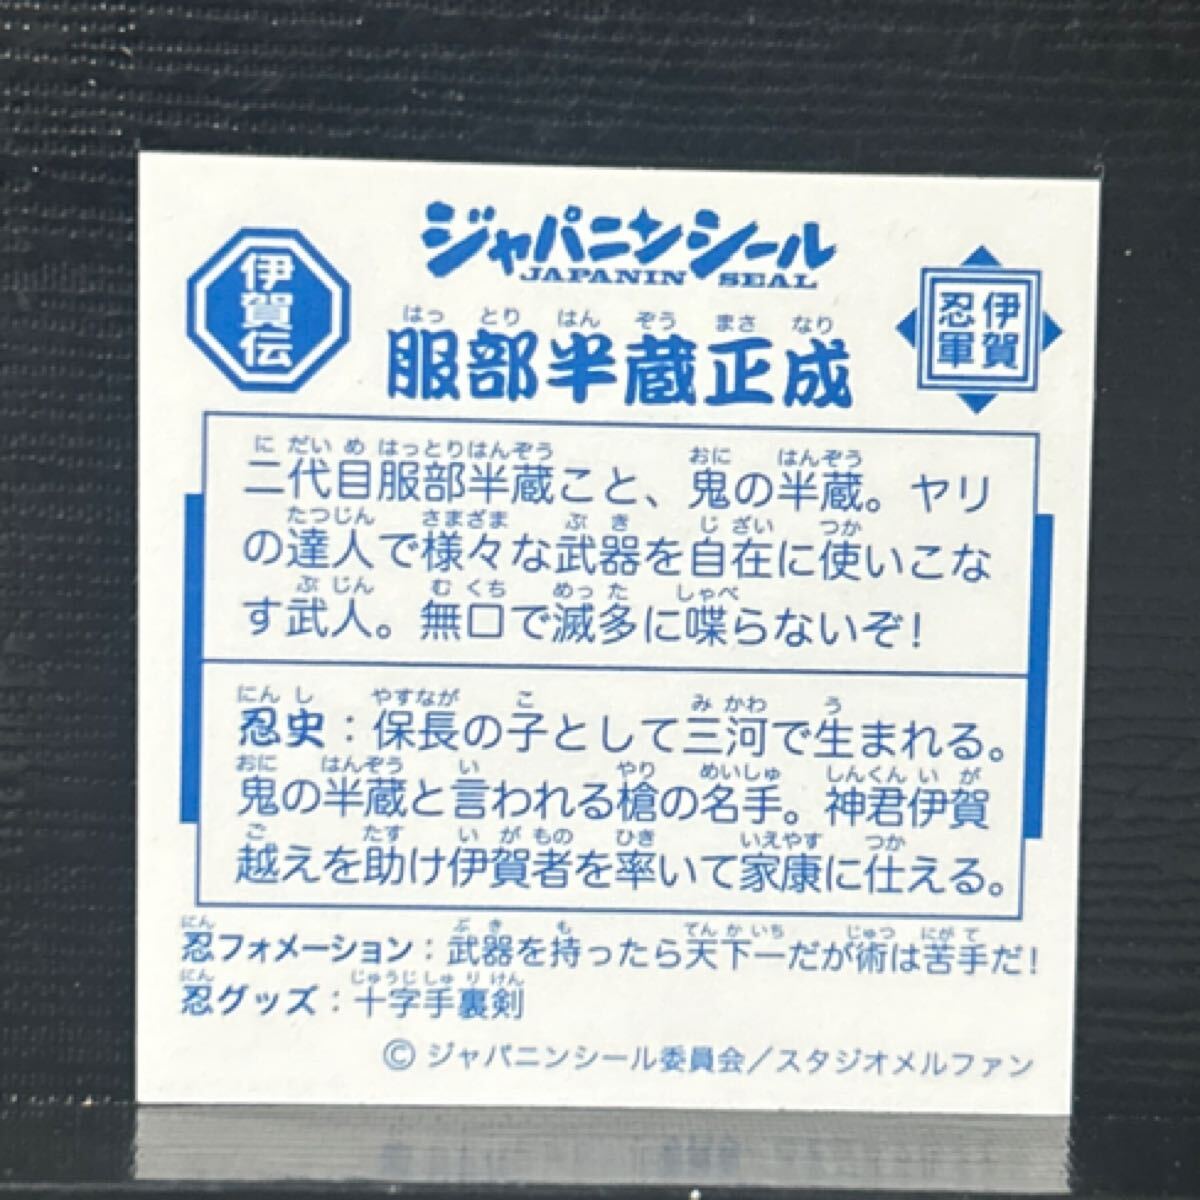 ジャパニンシール
JAPANIN SEAL
伊賀伝
伊賀
忍軍
はっ とり はん ぞう まさ なり
服部半蔵正成
に だい め はっとりはんぞう おに はんぞう
二代目服部半蔵こと、鬼の半蔵。ヤリ
たつじん さまざま ぶ き じ ざい つか
の達人で様々な武器を自在に使いこな
ぶ じん む くち めっ た しゃべ
す武人。無口で滅多に喋らないぞ!
にん し やすなが こ み かわ う
忍史:保長の子として三河で生まれる。
おに はんぞう い やり めいしゅ しんくん い が
鬼の半蔵と言われる槍の名手。神君伊賀
ご たす い が もの ひき いえやす つか
越えを助け伊賀者を率いて家康に仕える。
にん ぶ き も てん か いち じゅつ にが て
忍フォメーション:武器を持ったら天下一だが術は苦手だ!
にん じゅうじ しゅ り けん
忍グッズ:十字手裏剣
© ジャパニンシール委員会/スタジオメルファン